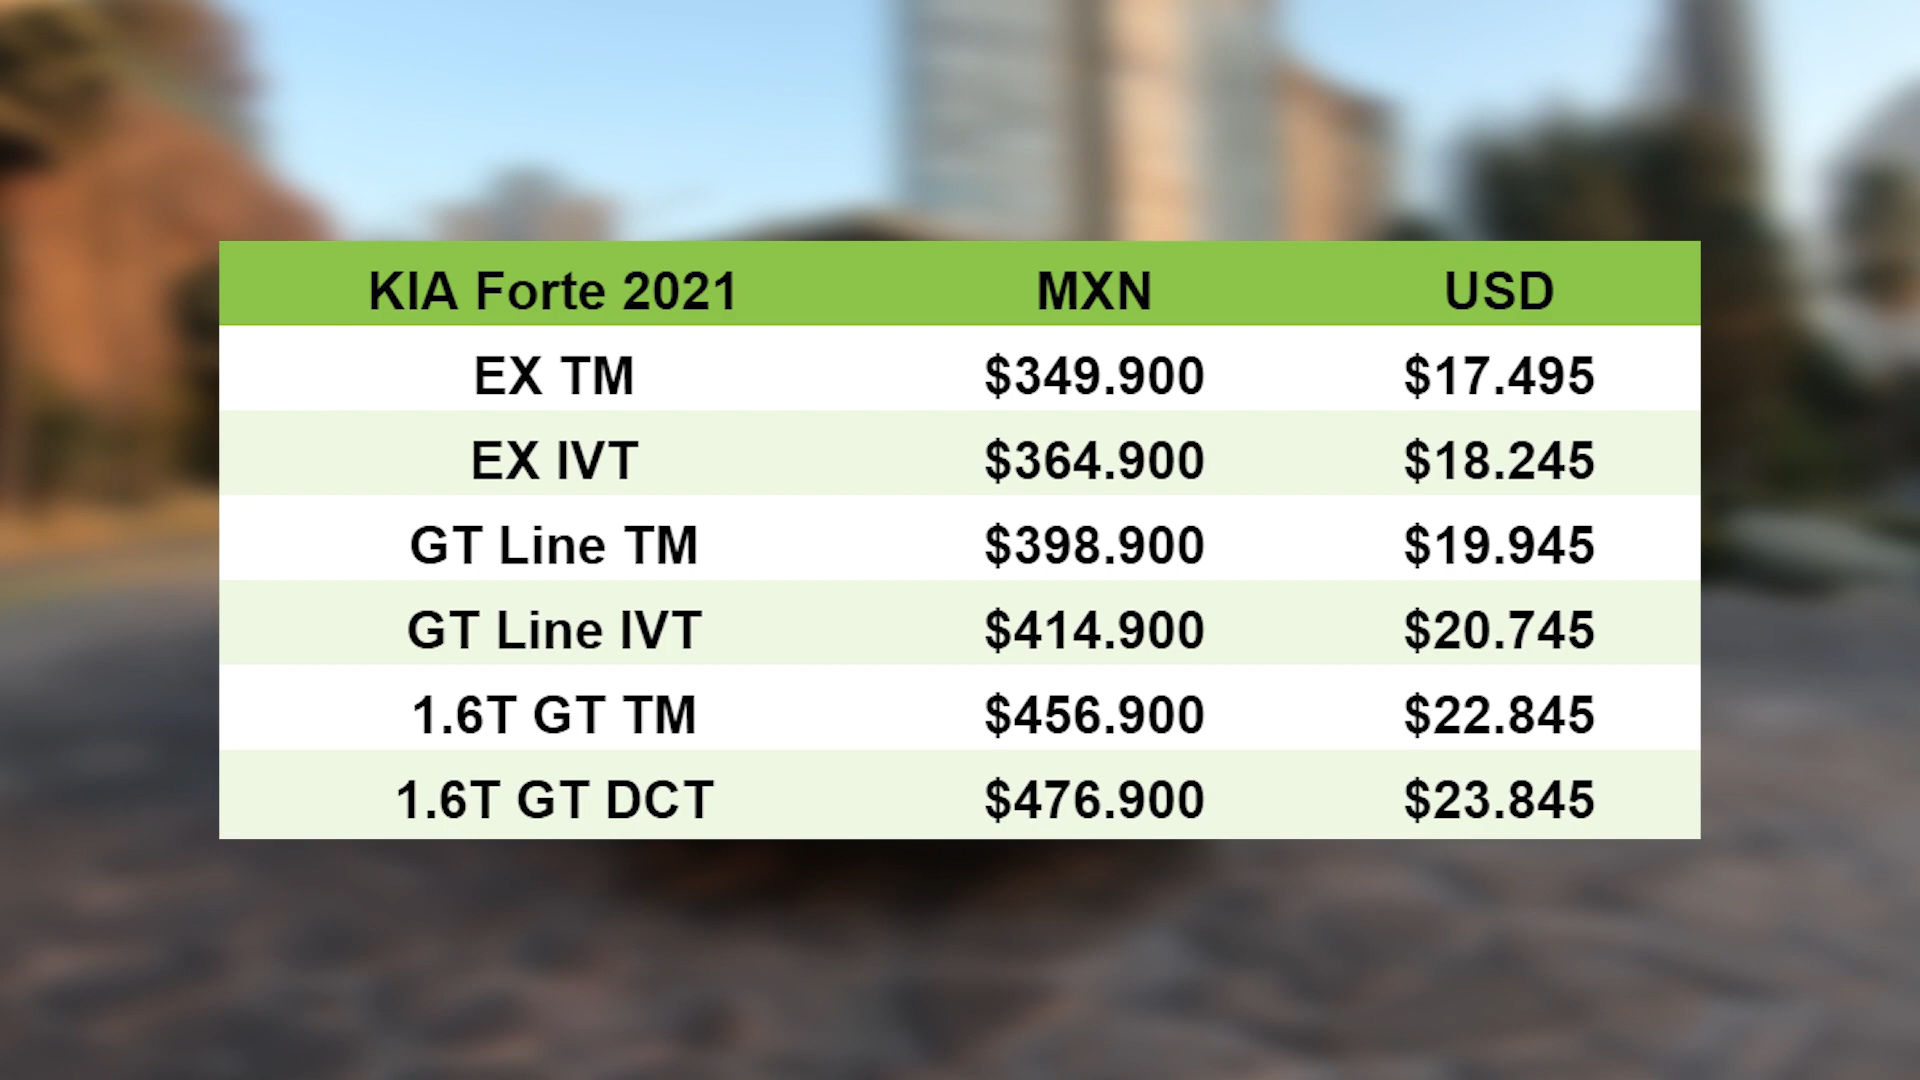 KIA Forte 2021 MXN USD
EX TM $349.900 $17.495
EX IVT $364.900 $18.245
GT Line TM $398.900 $19.945
GT Line IVT $414.900 $20.745
1.6T GT TM $456.900 $22.845
1.6T GT DCT $476.900 $23.845